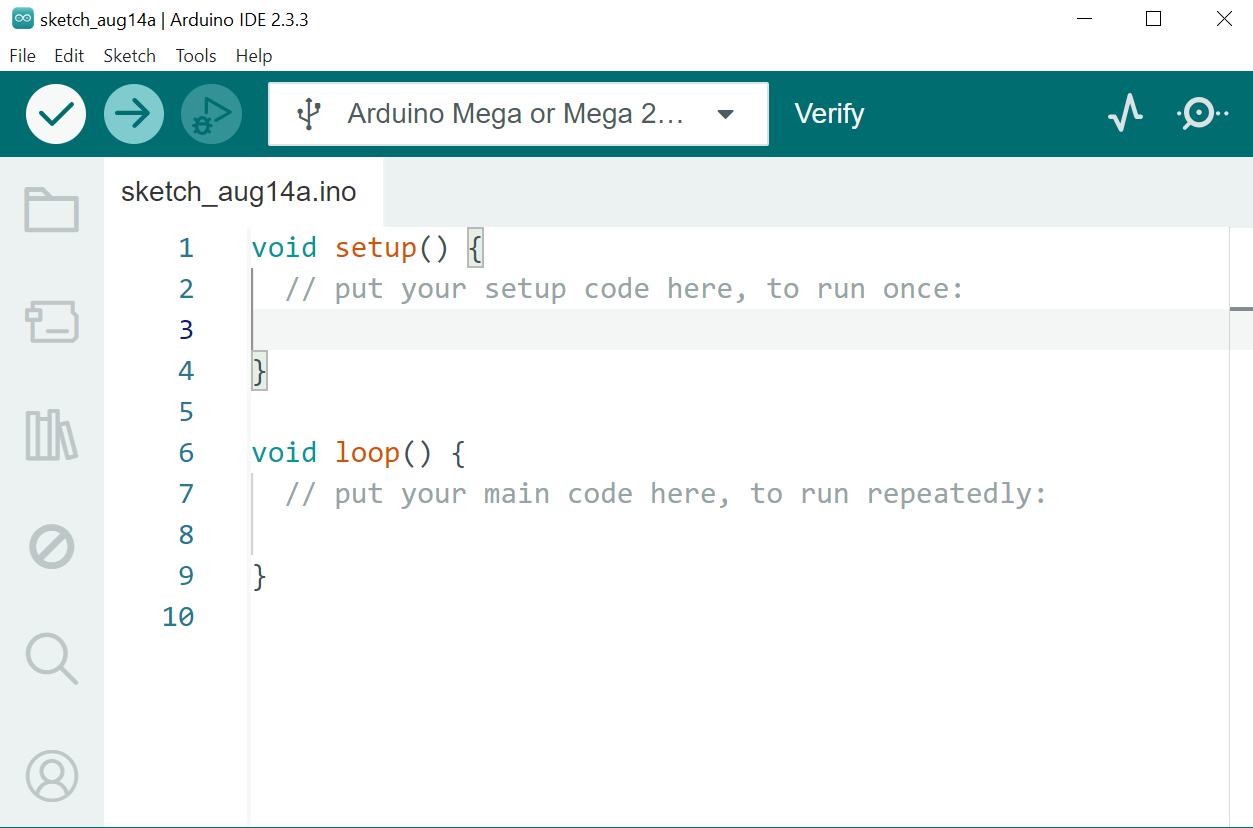 sketch_aug14a | Arduino IDE 2.3.3
File Edit Sketch Tools Help
Arduino Mega or Mega 2... Verify
sketch_aug14a.ino
1 void setup() {
2   // put your setup code here, to run once:
3
4 }
5
6 void loop() {
7   // put your main code here, to run repeatedly:
8
9 }
10